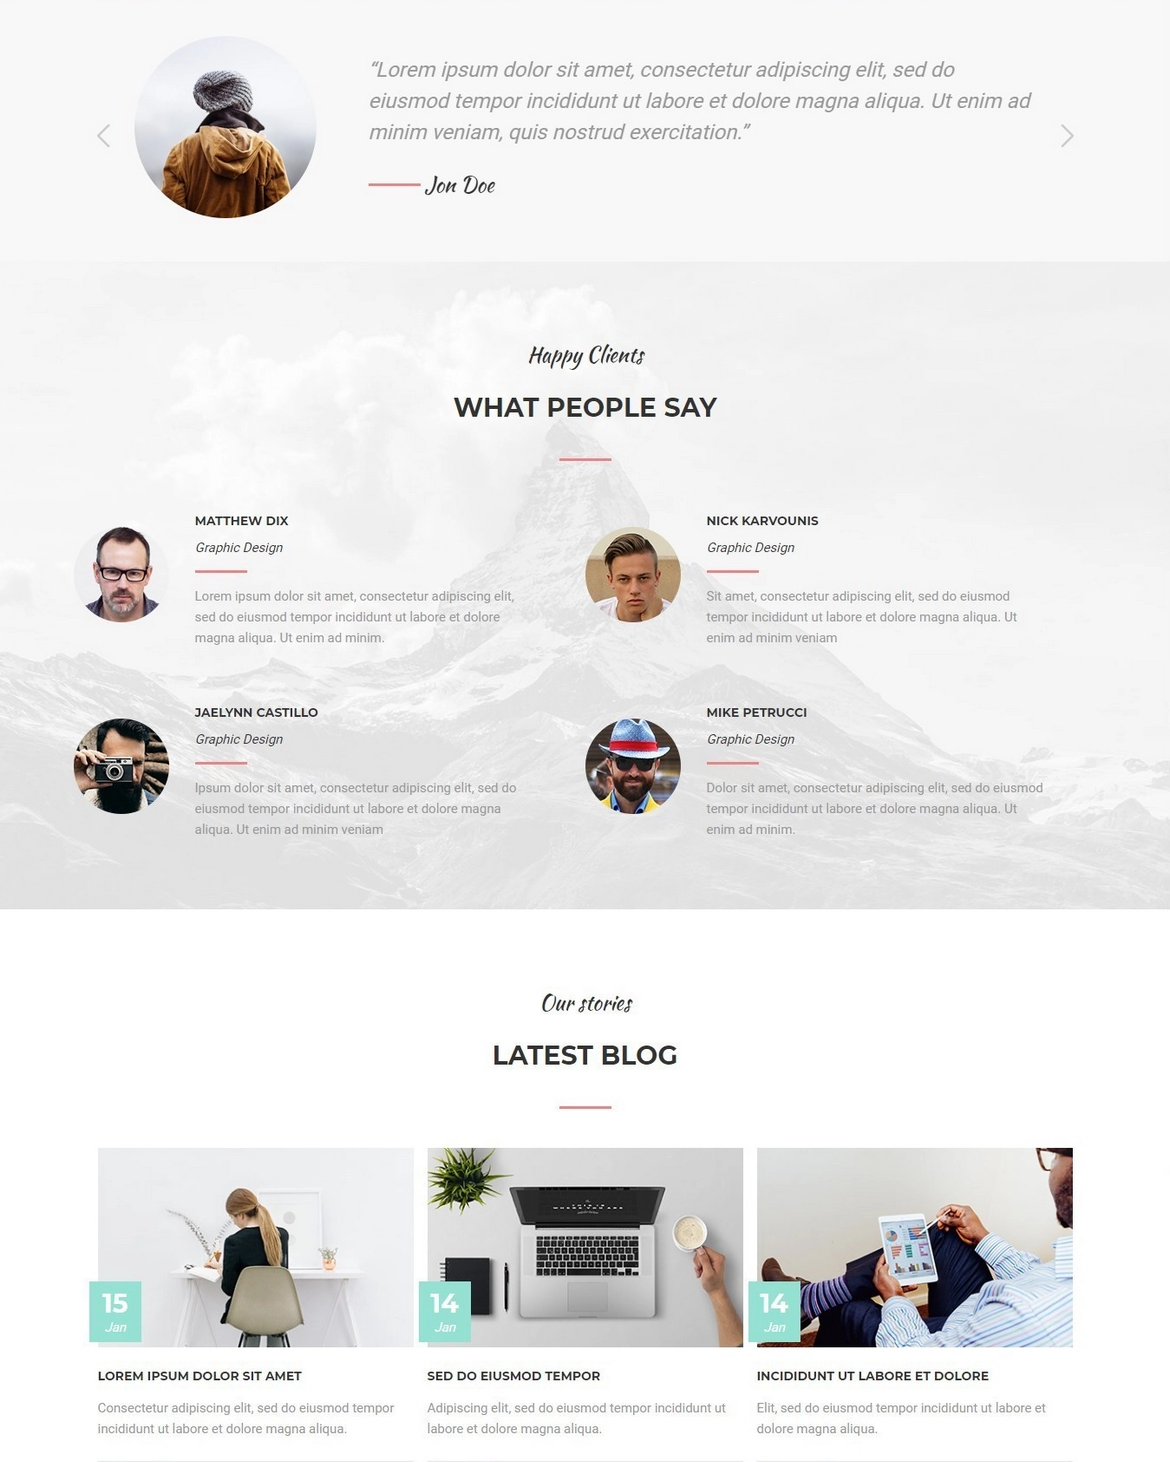 “Lorem ipsum dolor sit amet, consectetur adipiscing elit, sed do
eiusmod tempor incididunt ut labore et dolore magna aliqua. Ut enim ad
minim veniam, quis nostrud exercitation.”
Jon Doe
Happy Clients
WHAT PEOPLE SAY
MATTHEW DIX
Graphic Design
Lorem ipsum dolor sit amet, consectetur adipiscing elit,
sed do eiusmod tempor incididunt ut labore et dolore
magna aliqua. Ut enim ad minim.
NICK KARVOUNIS
Graphic Design
Sit amet, consectetur adipiscing elit, sed do eiusmod
tempor incididunt ut labore et dolore magna aliqua. Ut
enim ad minim veniam
JAELYNN CASTILLO
Graphic Design
Ipsum dolor sit amet, consectetur adipiscing elit, sed do
eiusmod tempor incididunt ut labore et dolore magna
aliqua. Ut enim ad minim veniam
MIKE PETRUCCI
Graphic Design
Dolor sit amet, consectetur adipiscing elit, sed do eiusmod
tempor incididunt ut labore et dolore magna aliqua. Ut
enim ad minim.
Our stories
LATEST BLOG
15
Jan
LOREM IPSUM DOLOR SIT AMET
Consectetur adipiscing elit, sed do eiusmod tempor
incididunt ut labore et dolore magna aliqua.
14
Jan
SED DO EIUSMOD TEMPOR
Adipiscing elit, sed do eiusmod tempor incididunt ut
labore et dolore magna aliqua.
14
Jan
INCIDIDUNT UT LABORE ET DOLORE
Elit, sed do eiusmod tempor incididunt ut labore et
dolore magna aliqua.